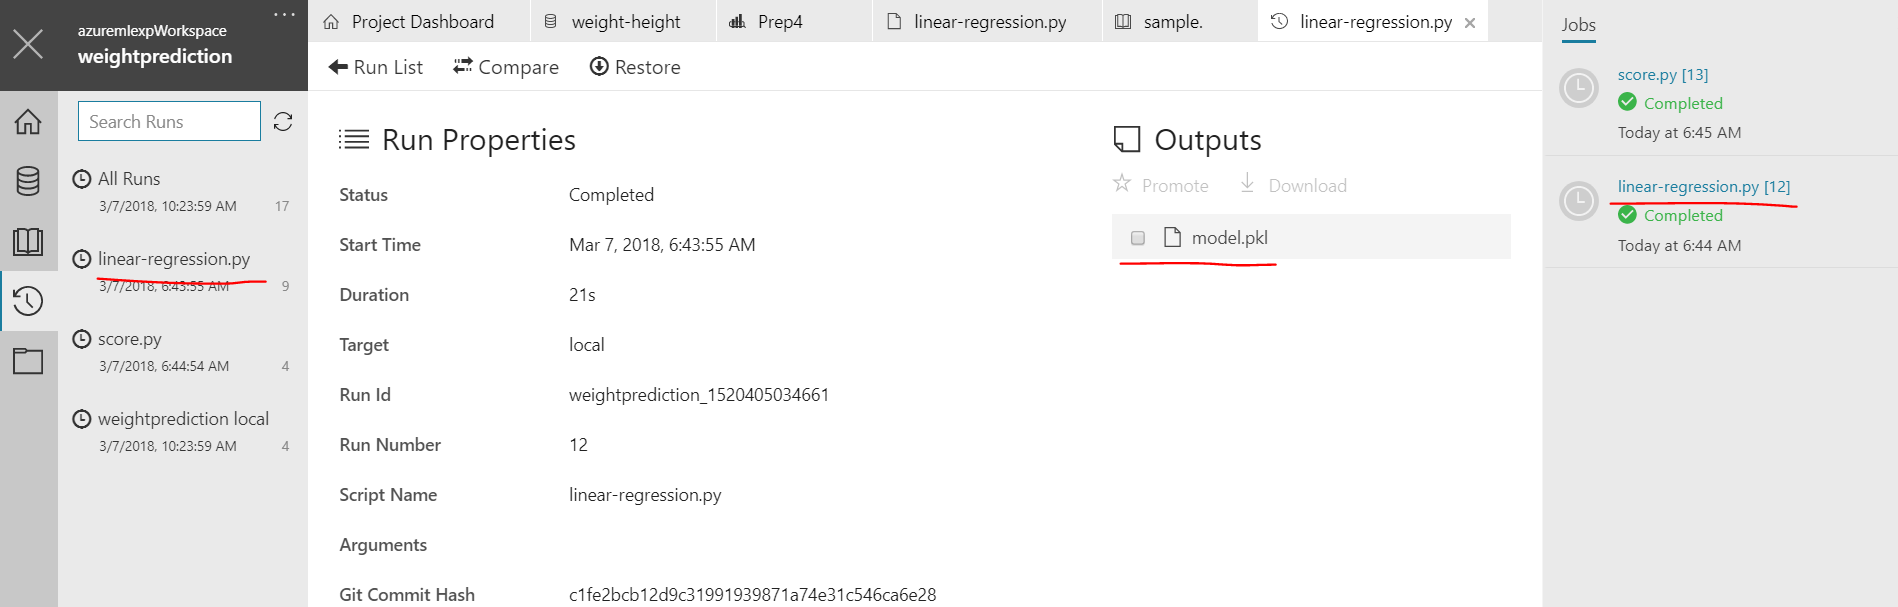 azuremlexpWorkspace
weightprediction
Search Runs
All Runs
3/7/2018, 10:23:59 AM 17
linear-regression.py
3/7/2018, 6:43:55 AM 9
score.py
3/7/2018, 6:44:54 AM 4
weightprediction local
3/7/2018, 10:23:59 AM 4
Project Dashboard weight-height Prep4 linear-regression.py sample. linear-regression.py
Run List Compare Restore
Run Properties
Status Completed
Start Time Mar 7, 2018, 6:43:55 AM
Duration 21s
Target local
Run Id weightprediction_1520405034661
Run Number 12
Script Name linear-regression.py
Arguments
Git Commit Hash c1fe2bcb12d9c31991939871a74e31c546ca6e28
Outputs
Promote Download
model.pkl
Jobs
score.py [13]
Completed
Today at 6:45 AM
linear-regression.py [12]
Completed
Today at 6:44 AM